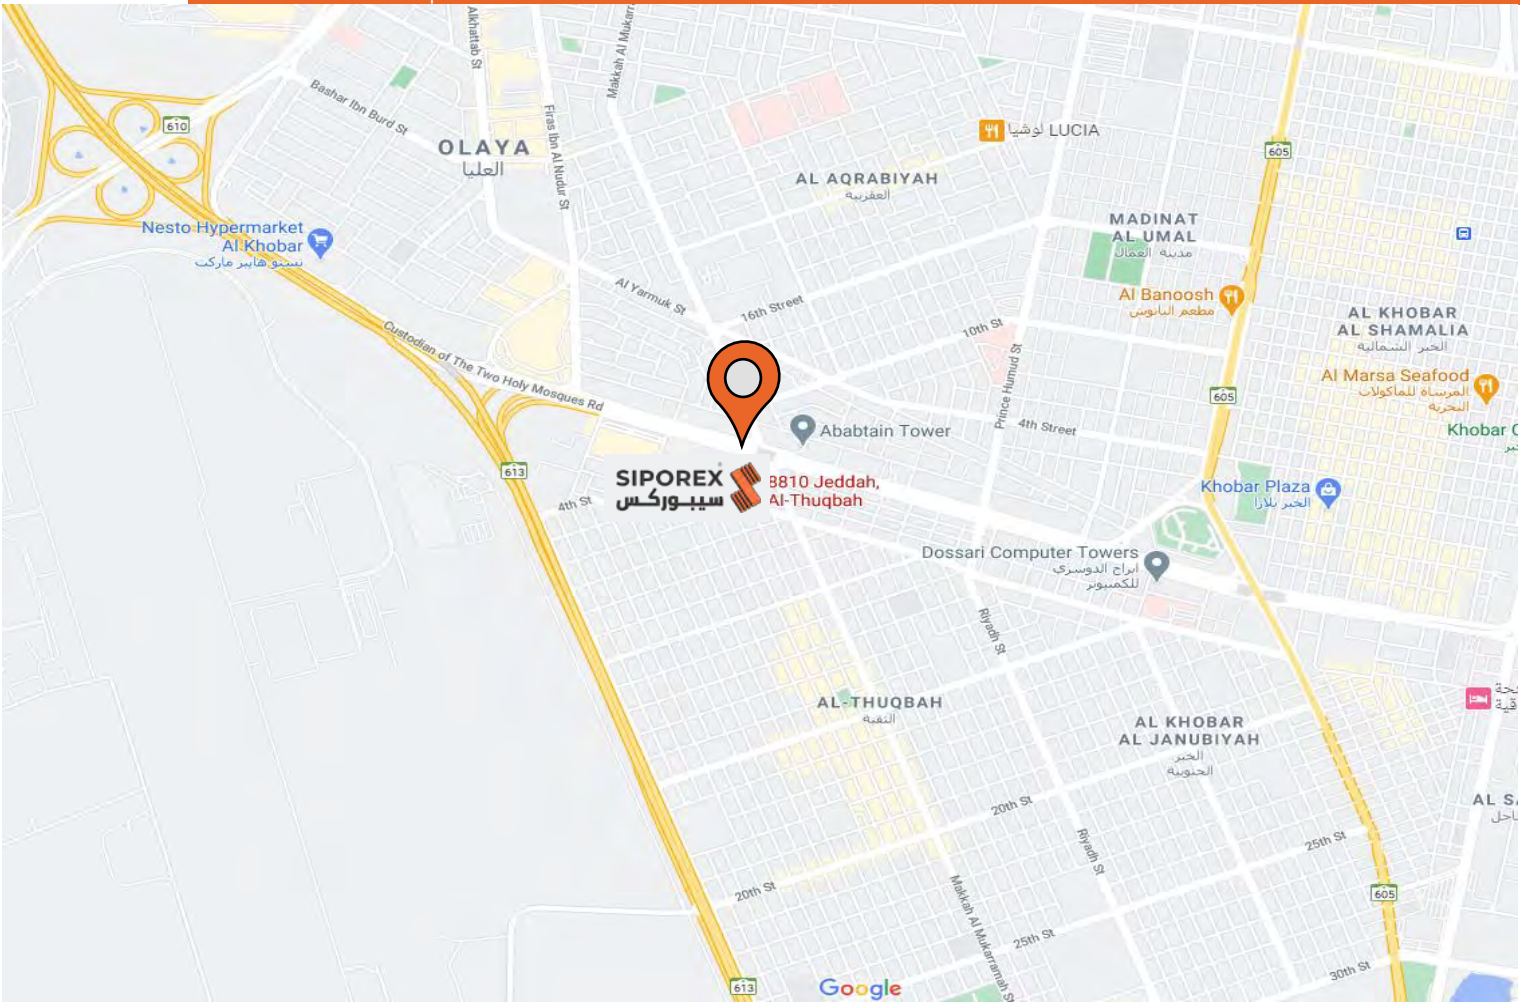 Alkhattab St
Makkah Al Mukarr
Bashar Ibn Burd St
610
OLAYA
العليا
Firas Ibn Al Nudur St
لوشيا LUCIA
605
AL AQRABIYAH
العقربية
MADINAT
AL UMAL
مدينة العمال
Nesto Hypermarket
Al Khobar
نستو هايبر ماركت
Al Yarmuk St
16th Street
10th St
Al Banoosh
مطعم البانوش
AL KHOBAR
AL SHAMALIA
الخبر الشمالية
Custodian of The Two Holy Mosques Rd
Prince Humud St
Al Marsa Seafood
المرساة للماكولات
البحرية
605
4th Street
Ababtain Tower
Khobar C
613
SIPOREX
سيبوركس
8810 Jeddah,
Al-Thuqbah
4th St
Khobar Plaza
الخبر بلازا
Dossari Computer Towers
ابراج الدوسري
للكمبيوتر
Riyadh St
AL-THUQBAH
الثقبة
AL KHOBAR
AL JANUBIYAH
الخبر
الجنوبية
20th St
AL S
Riyadh St
25th St
20th St
Makkah Al Mukarramah St
605
25th St
30th St
613
Google